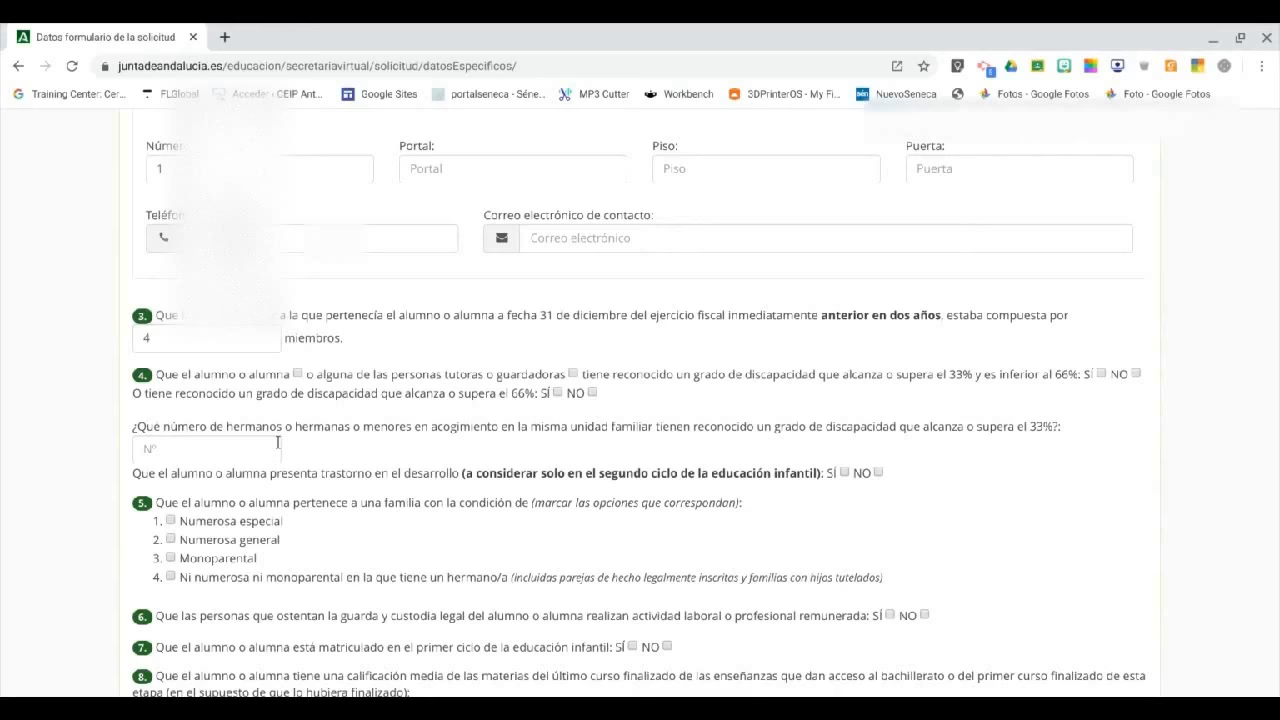 Datos formulario de la solicitud
juntadeandalucia.es/educacion/secretariavirtual/solicitud/datosEspecificos/
Training Center: Cer... FLGlobal Acceder - CEIP Ant... Google Sites portalseneca - Séne... MP3 Cutter Workbench 3DPrinterOS - My Fi... NuevoSeneca Fotos - Google Fotos Foto - Google Fotos
Portal: Piso: Puerta:
1 Portal Piso Puerta
Correo electrónico de contacto:
Correo electrónico
3. Que a la que pertenecía el alumno o alumna a fecha 31 de diciembre del ejercicio fiscal inmediatamente anterior en dos años, estaba compuesta por
4 miembros.
4. Que el alumno o alumna o alguna de las personas tutoras o guardadoras tiene reconocido un grado de discapacidad que alcanza o supera el 33% y es inferior al 66%: SÍ NO
O tiene reconocido un grado de discapacidad que alcanza o supera el 66%: SÍ NO
¿Qué número de hermanos o hermanas o menores en acogimiento en la misma unidad familiar tienen reconocido un grado de discapacidad que alcanza o supera el 33%?:
Nº
Que el alumno o alumna presenta trastorno en el desarrollo (a considerar solo en el segundo ciclo de la educación infantil): SÍ NO
5. Que el alumno o alumna pertenece a una familia con la condición de (marcar las opciones que correspondan):
1. Numerosa especial
2. Numerosa general
3. Monoparental
4. Ni numerosa ni monoparental en la que tiene un hermano/a (incluidas parejas de hecho legalmente inscritas y familias con hijos tutelados)
6. Que las personas que ostentan la guarda y custodia legal del alumno o alumna realizan actividad laboral o profesional remunerada: SÍ NO
7. Que el alumno o alumna está matriculado en el primer ciclo de la educación infantil: SÍ NO
8. Que el alumno o alumna tiene una calificación media de las materias del último curso finalizado de las enseñanzas que dan acceso al bachillerato o del primer curso finalizado de esta
etapa (en el supuesto de que lo hubiera finalizado):